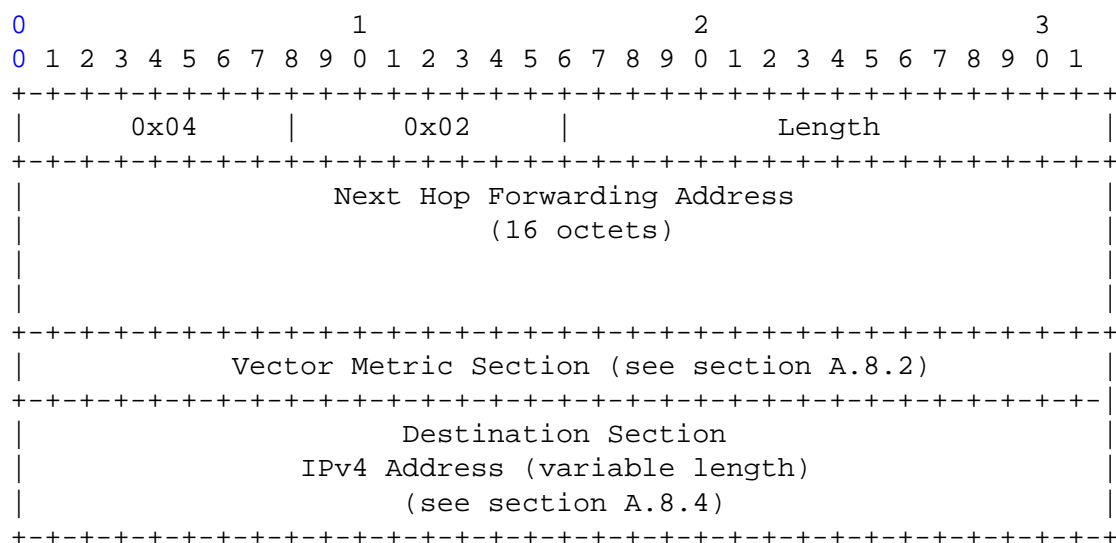 0                   1                   2                   3
0 1 2 3 4 5 6 7 8 9 0 1 2 3 4 5 6 7 8 9 0 1 2 3 4 5 6 7 8 9 0 1
+-+-+-+-+-+-+-+-+-+-+-+-+-+-+-+-+-+-+-+-+-+-+-+-+-+-+-+-+-+-+-+-+
|      0x04     |      0x02     |            Length             |
+-+-+-+-+-+-+-+-+-+-+-+-+-+-+-+-+-+-+-+-+-+-+-+-+-+-+-+-+-+-+-+-+
|                  Next Hop Forwarding Address                  |
|                           (16 octets)                         |
|                                                               |
|                                                               |
+-+-+-+-+-+-+-+-+-+-+-+-+-+-+-+-+-+-+-+-+-+-+-+-+-+-+-+-+-+-+-+-+
|            Vector Metric Section (see section A.8.2)          |
+-+-+-+-+-+-+-+-+-+-+-+-+-+-+-+-+-+-+-+-+-+-+-+-+-+-+-+-+-+-+-+-|
|                      Destination Section                      |
|                IPv4 Address (variable length)                 |
|                      (see section A.8.4)                      |
+-+-+-+-+-+-+-+-+-+-+-+-+-+-+-+-+-+-+-+-+-+-+-+-+-+-+-+-+-+-+-+-+